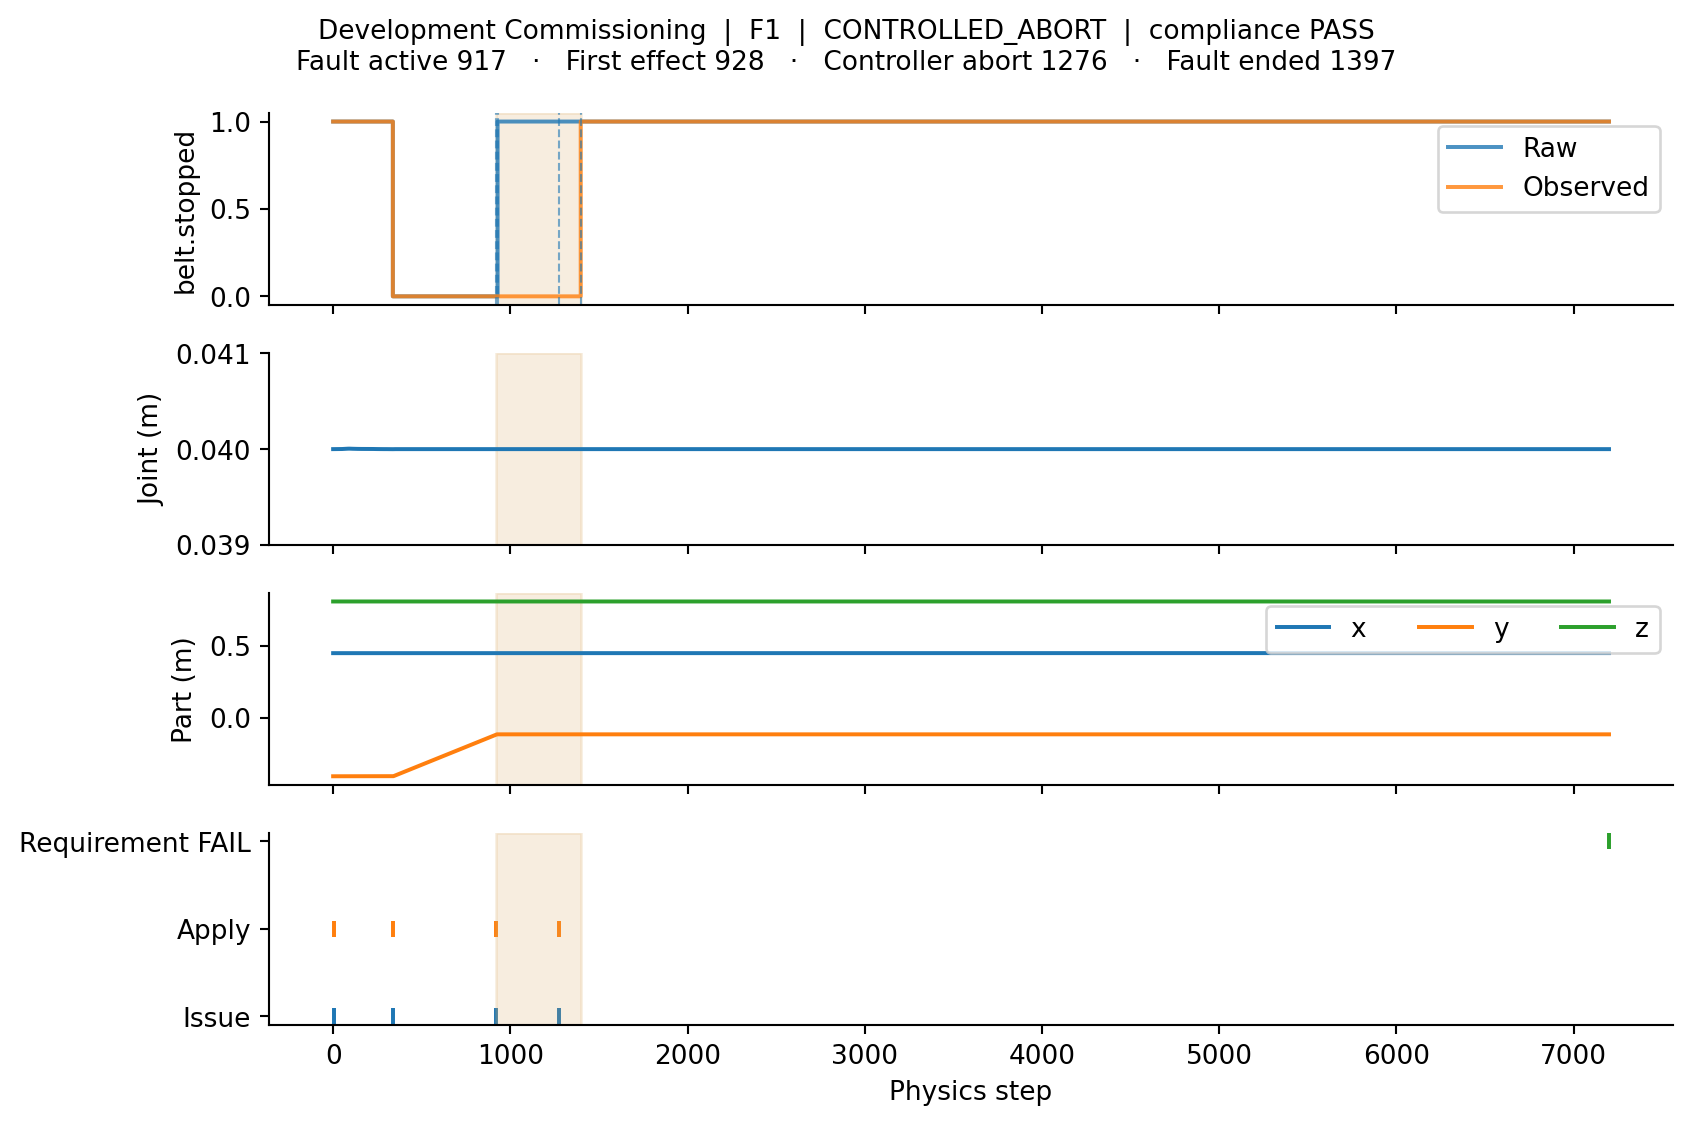 Development Commissioning | F1 | CONTROLLED_ABORT | compliance PASS
Fault active 917 · First effect 928 · Controller abort 1276 · Fault ended 1397
belt.stopped
1.0
0.5
0.0
Raw
Observed
Joint (m)
0.041
0.040
0.039
Part (m)
0.5
0.0
x y z
Requirement FAIL
Apply
Issue
0 1000 2000 3000 4000 5000 6000 7000
Physics step